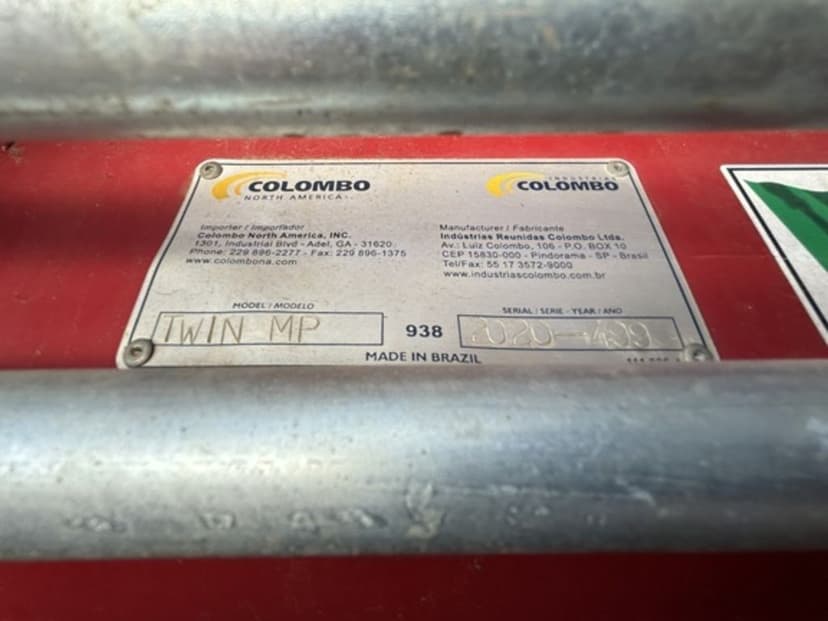 COLOMBO
NORTH AMERICA
Importer / Importador
Colombo North America, INC.
1301, Industrial Blvd - Adel, GA - 31620
Phone: 229 896-2277 - Fax: 229 896-1375
www.colombona.com
INDUSTRIAS
COLOMBO
Manufacturer / Fabricante
Indústrias Reunidas Colombo Ltda.
Av.: Luiz Colombo, 106 - P.O. BOX 10
CEP 15830-000 - Pindorama - SP - Brasil
Tel/Fax: 55 17 3572-9000
www.industriascolombo.com.br
MODEL / MODELO
TWIN MP
938
SERIAL / SERIE - YEAR / ANO
MADE IN BRAZIL